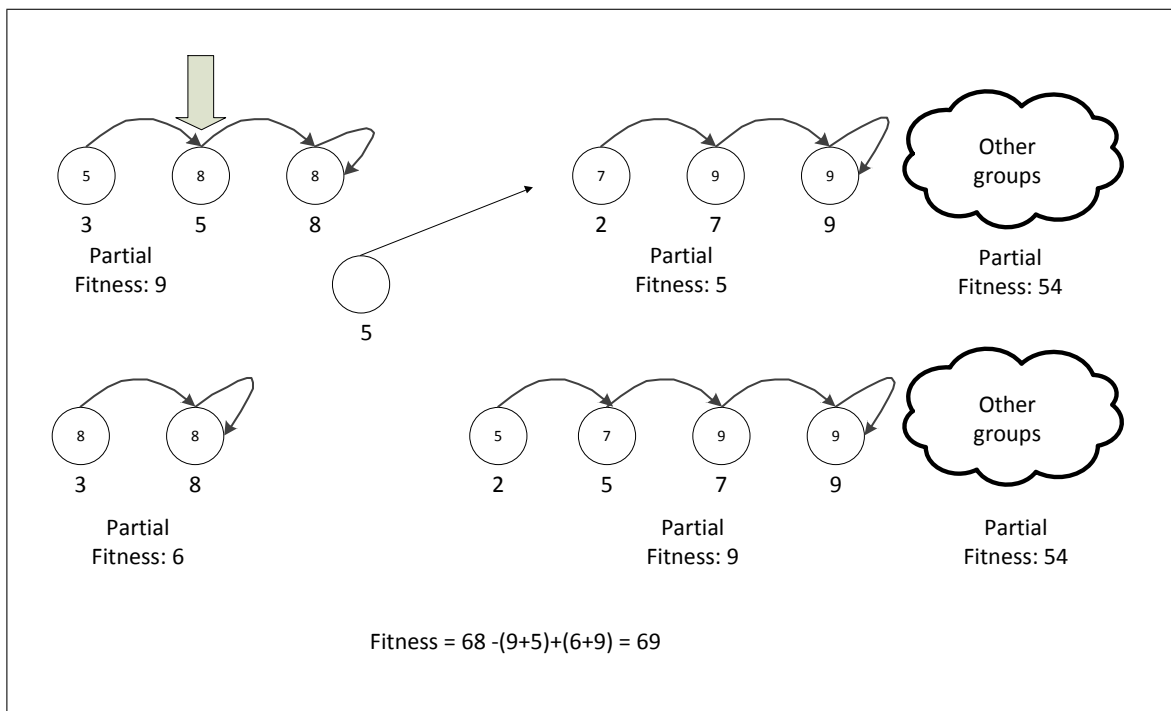 5 8 8
3 5 8
Partial
Fitness: 9
7 9 9
2 7 9
Partial
Fitness: 5
Other
groups
Partial
Fitness: 54
5
8 8
3 8
Partial
Fitness: 6
5 7 9 9
2 5 7 9
Partial
Fitness: 9
Other
groups
Partial
Fitness: 54
Fitness = 68 -(9+5)+(6+9) = 69